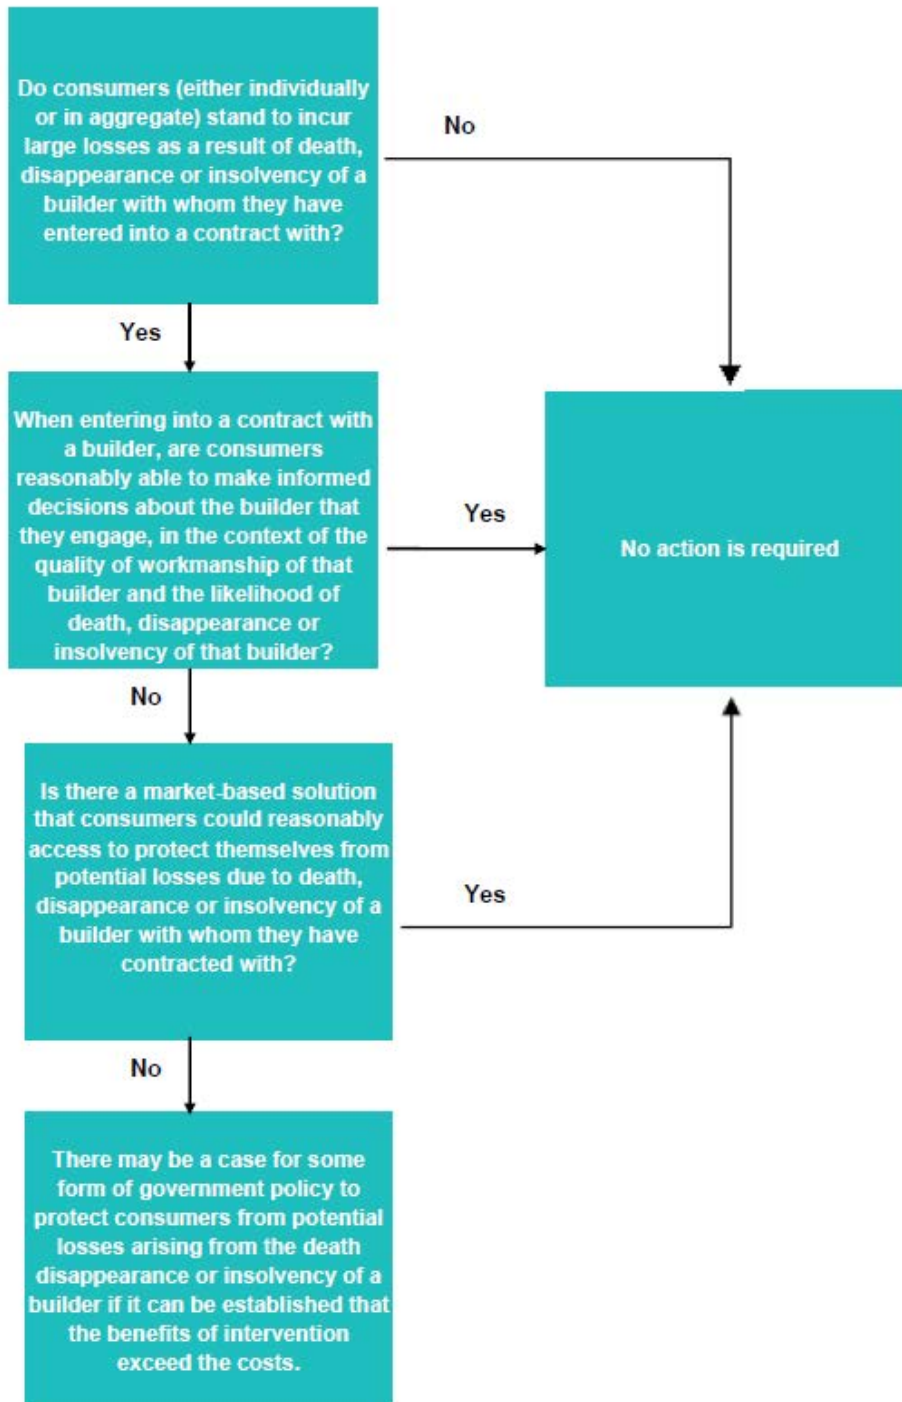 Do consumers (either individually
or in aggregate) stand to incur
large losses as a result of death,
disappearance or insolvency of a
builder with whom they have
entered into a contract with?
No
Yes
When entering into a contract with
a builder, are consumers
reasonably able to make informed
decisions about the builder that
they engage, in the context of the
quality of workmanship of that
builder and the likelihood of
death, disappearance or
insolvency of that builder?
Yes
No action is required
No
Is there a market-based solution
that consumers could reasonably
access to protect themselves from
potential losses due to death,
disappearance or insolvency of a
builder with whom they have
contracted with?
Yes
No
There may be a case for some
form of government policy to
protect consumers from potential
losses arising from the death
disappearance or insolvency of a
builder if it can be established that
the benefits of intervention
exceed the costs.